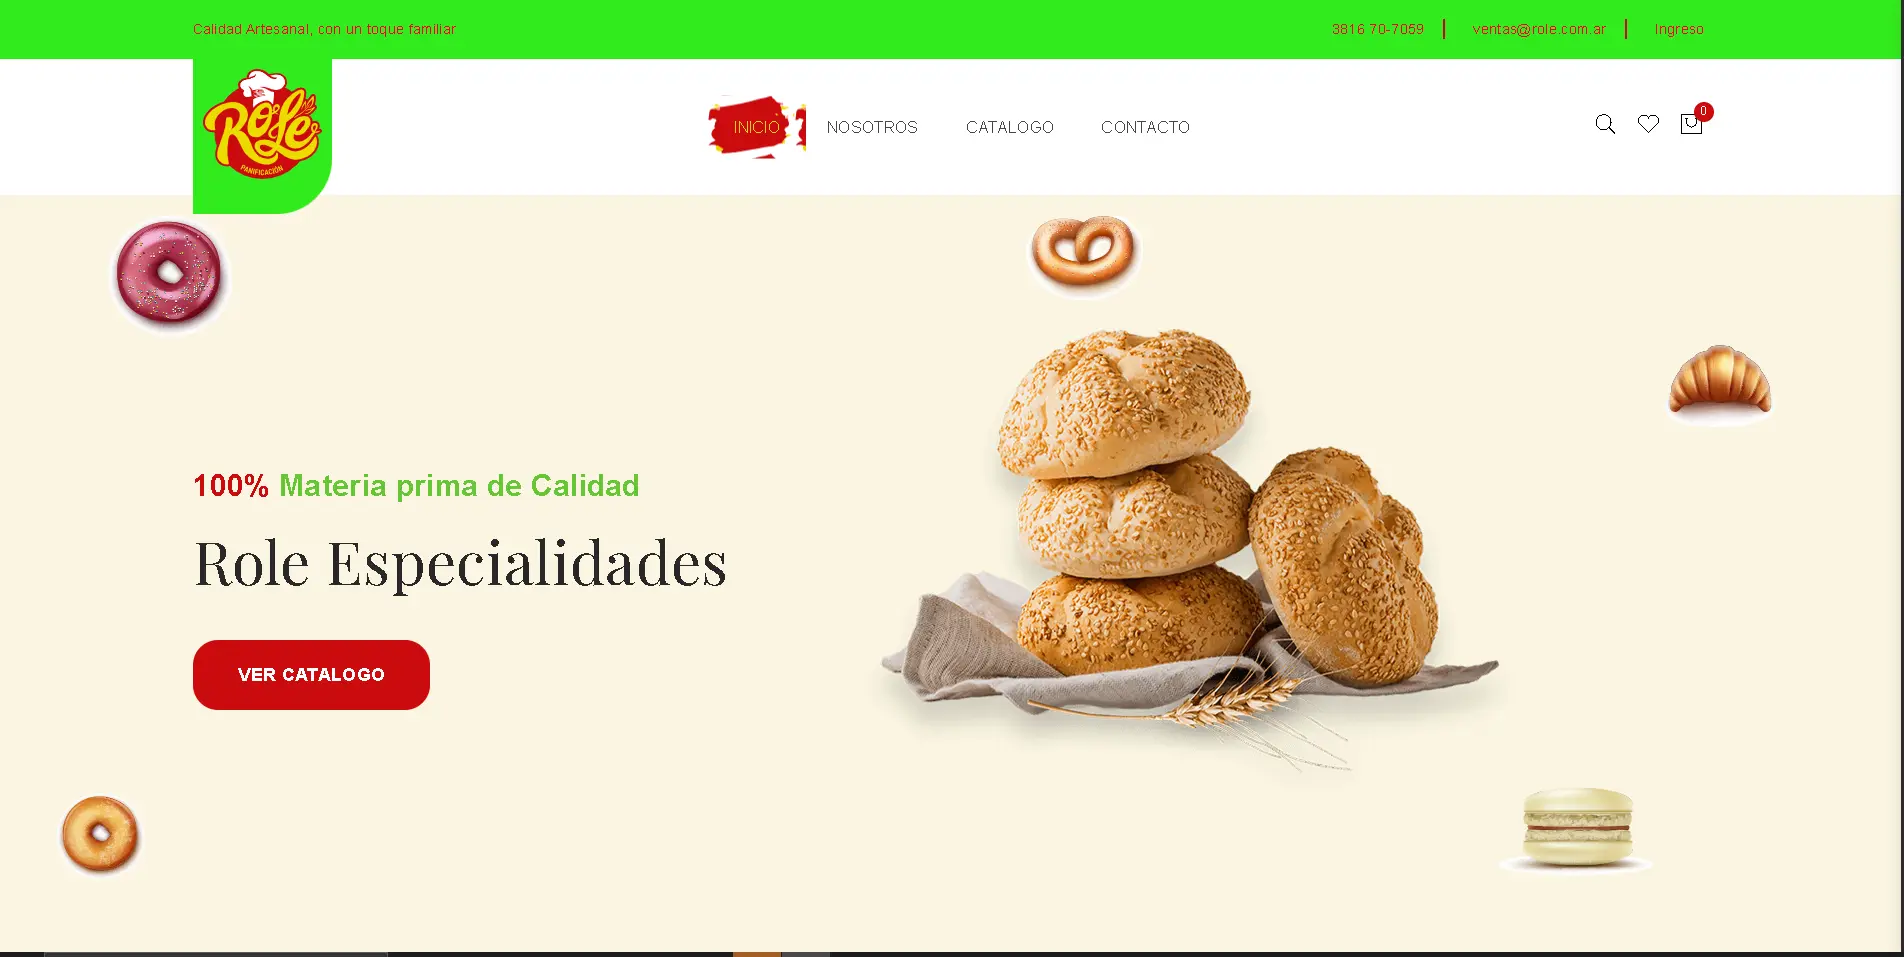 Calidad Artesanal, con un toque familiar
3816 70-7059
ventas@role.com.ar
Ingreso
Role
PANIFICACIÓN
INICIO
NOSOTROS
CATALOGO
CONTACTO
0
100% Materia prima de Calidad
Role Especialidades
VER CATALOGO